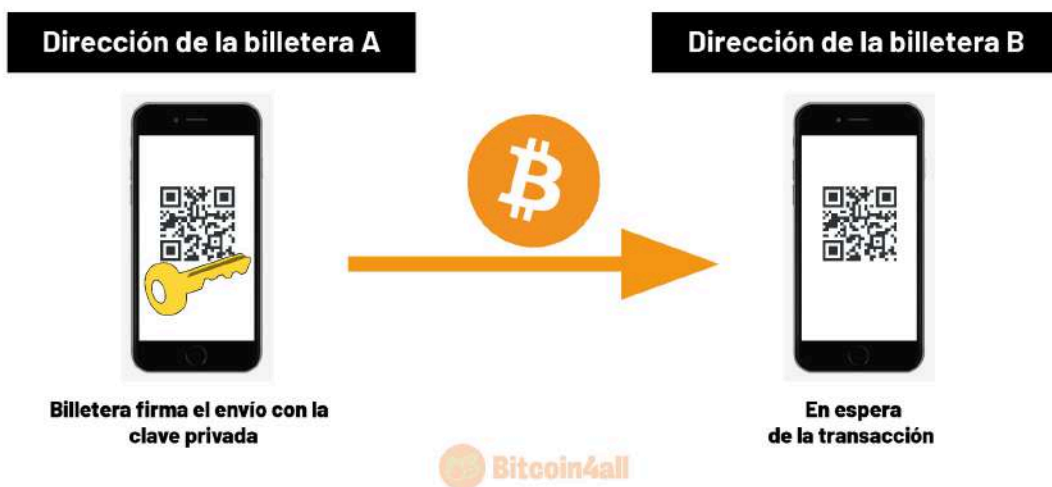 Dirección de la billetera A
Dirección de la billetera B
Billetera firma el envío con la
clave privada
En espera
de la transacción
Bitcoin4all